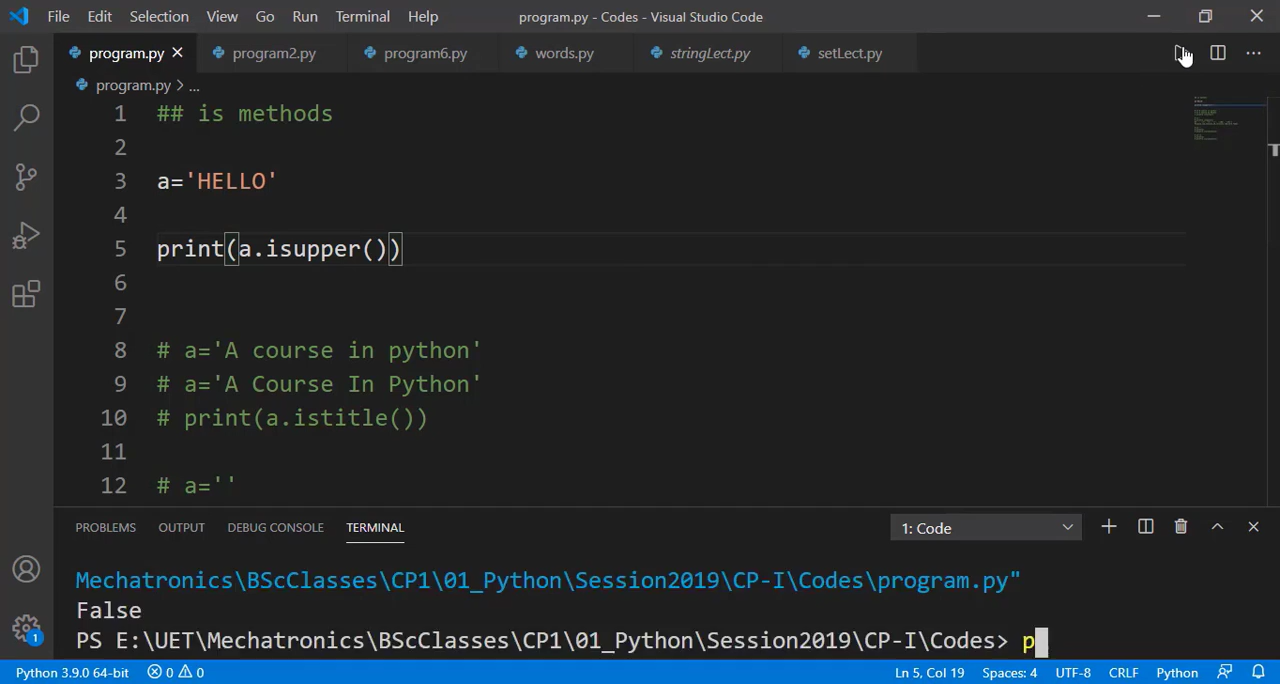 File Edit Selection View Go Run Terminal Help program.py - Codes - Visual Studio Code
program.py program2.py program6.py words.py stringLect.py setLect.py
program.py > ...
1 ## is methods
2
3 a='HELLO'
4
5 print(a.isupper())
6
7
8 # a='A course in python'
9 # a='A Course In Python'
10 # print(a.istitle())
11
12 # a=''
PROBLEMS OUTPUT DEBUG CONSOLE TERMINAL 1: Code
Mechatronics\BScClasses\CP1\01_Python\Session2019\CP-I\Codes\program.py"
False
PS E:\UET\Mechatronics\BScClasses\CP1\01_Python\Session2019\CP-I\Codes> p
1
Python 3.9.0 64-bit 0 0 Ln 5, Col 19 Spaces: 4 UTF-8 CRLF Python